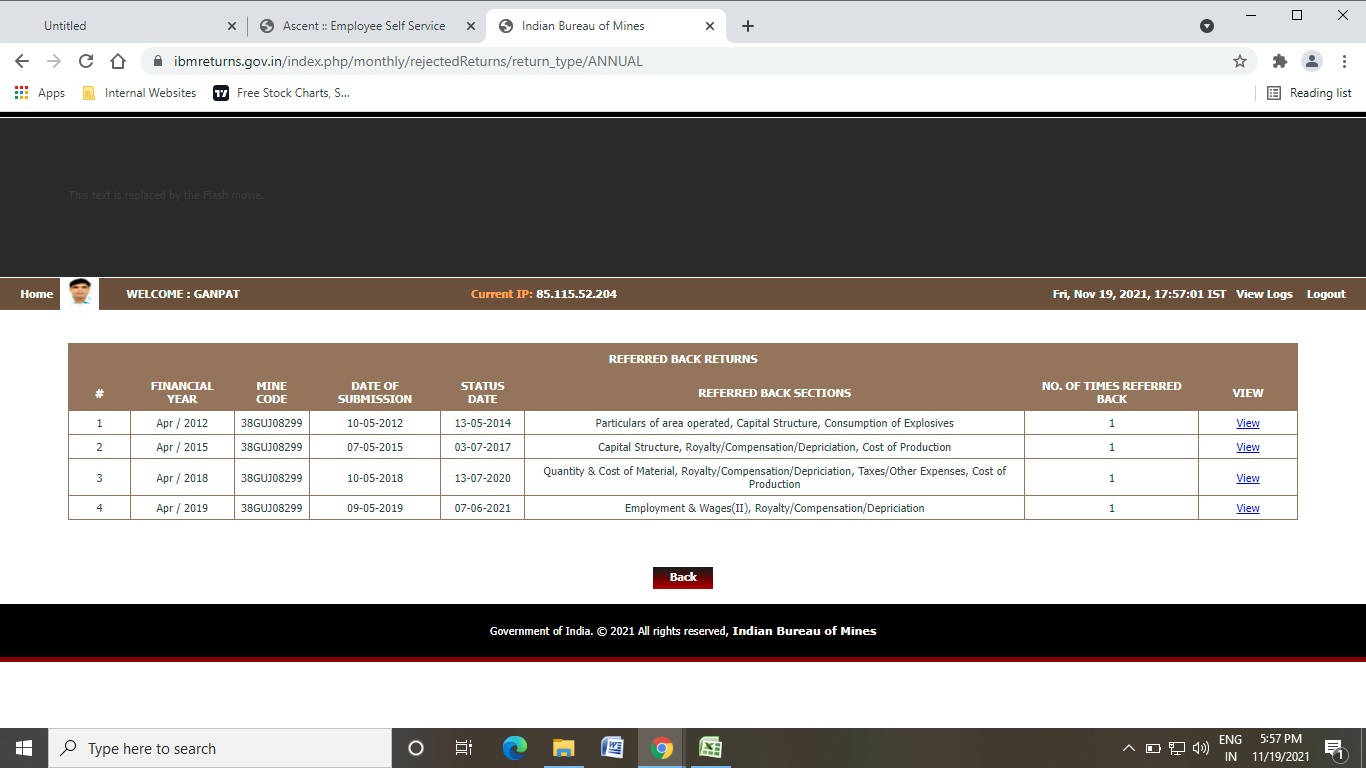 Untitled
Ascent :: Employee Self Service
Indian Bureau of Mines
ibmreturns.gov.in/index.php/monthly/rejectedReturns/return_type/ANNUAL
Apps
Internal Websites
Free Stock Charts, S...
Reading list
This text is replaced by the Flash movie.
Home
WELCOME : GANPAT
Current IP: 85.115.52.204
Fri, Nov 19, 2021, 17:57:01 IST
View Logs
Logout
REFERRED BACK RETURNS
# FINANCIAL YEAR MINE CODE DATE OF SUBMISSION STATUS DATE REFERRED BACK SECTIONS NO. OF TIMES REFERRED BACK VIEW
1 Apr / 2012 38GUJ08299 10-05-2012 13-05-2014 Particulars of area operated, Capital Structure, Consumption of Explosives 1 View
2 Apr / 2015 38GUJ08299 07-05-2015 03-07-2017 Capital Structure, Royalty/Compensation/Depriciation, Cost of Production 1 View
3 Apr / 2018 38GUJ08299 10-05-2018 13-07-2020 Quantity & Cost of Material, Royalty/Compensation/Depriciation, Taxes/Other Expenses, Cost of Production 1 View
4 Apr / 2019 38GUJ08299 09-05-2019 07-06-2021 Employment & Wages(II), Royalty/Compensation/Depriciation 1 View
Back
Government of India. © 2021 All rights reserved, Indian Bureau of Mines
Type here to search
ENG
IN
5:57 PM
11/19/2021
1